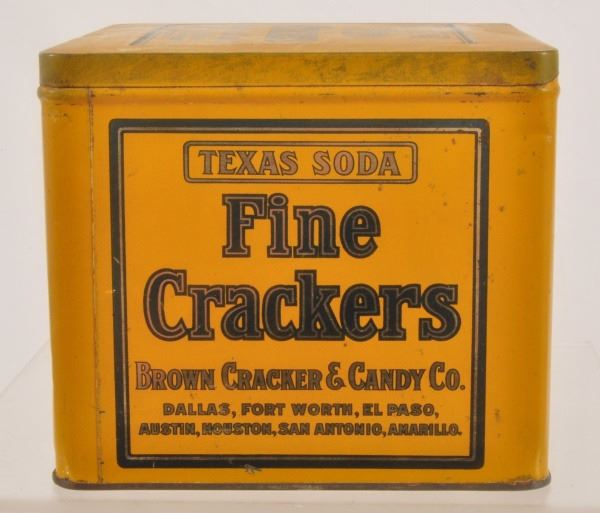 TEXAS SODA
Fine
Crackers
BROWN CRACKER & CANDY CO.
DALLAS, FORT WORTH, EL PASO,
AUSTIN, HOUSTON, SAN ANTONIO, AMARILLO.